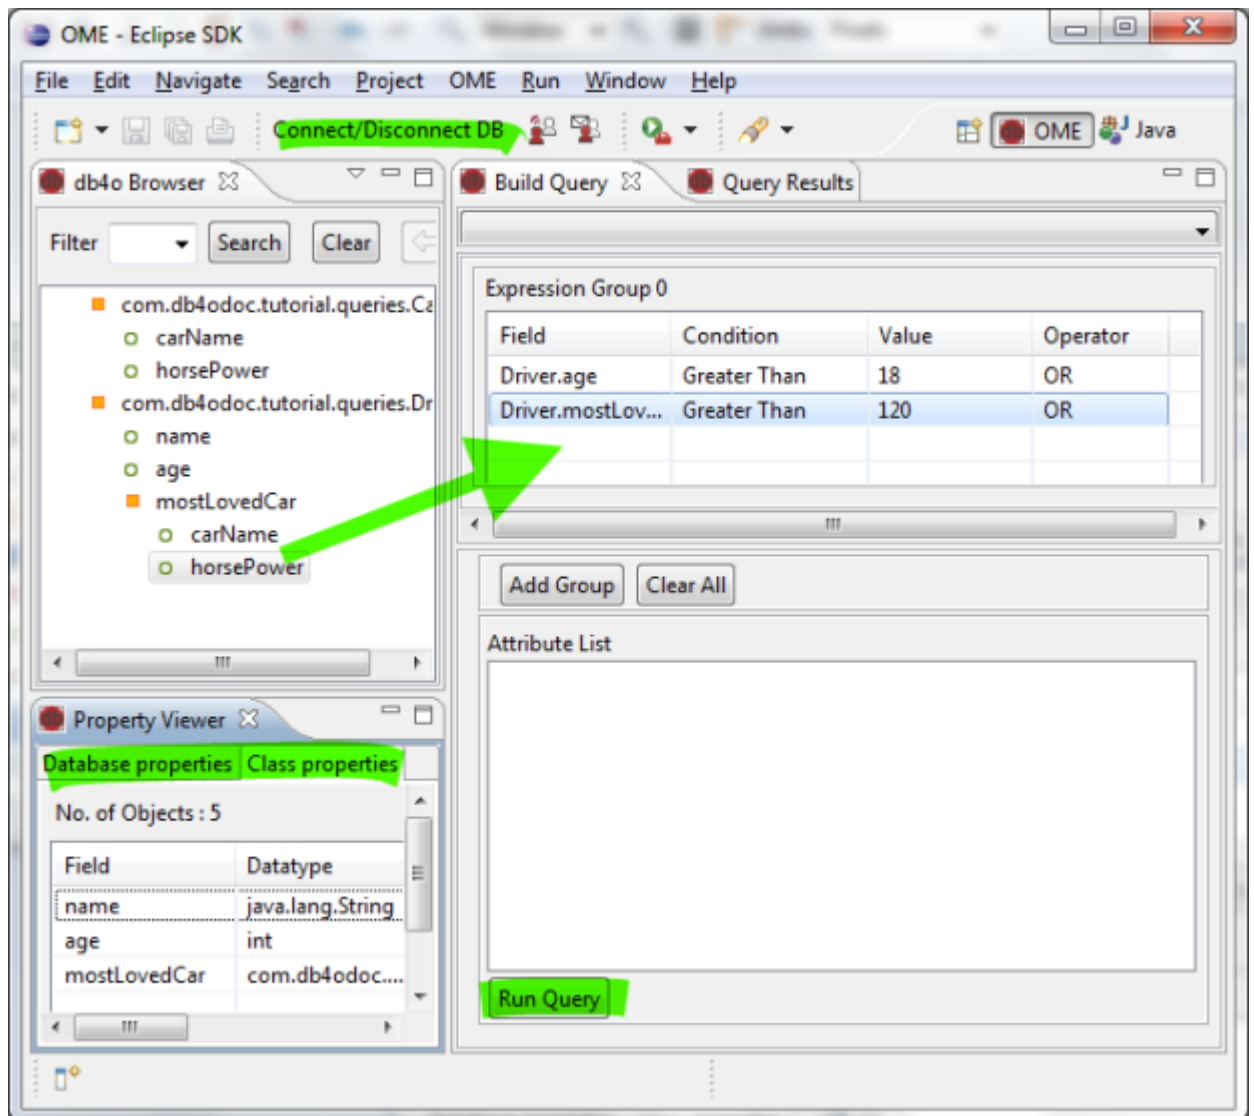 OME - Eclipse SDK
File Edit Navigate Search Project OME Run Window Help
Connect/Disconnect DB
OME Java
db4o Browser
Filter Search Clear
com.db4odoc.tutorial.queries.Ca
carName
horsePower
com.db4odoc.tutorial.queries.Dr
name
age
mostLovedCar
carName
horsePower
Property Viewer
Database properties Class properties
No. of Objects : 5
Field Datatype
name java.lang.String
age int
mostLovedCar com.db4odoc....
Build Query Query Results
Expression Group 0
Field Condition Value Operator
Driver.age Greater Than 18 OR
Driver.mostLov... Greater Than 120 OR
Add Group Clear All
Attribute List
Run Query